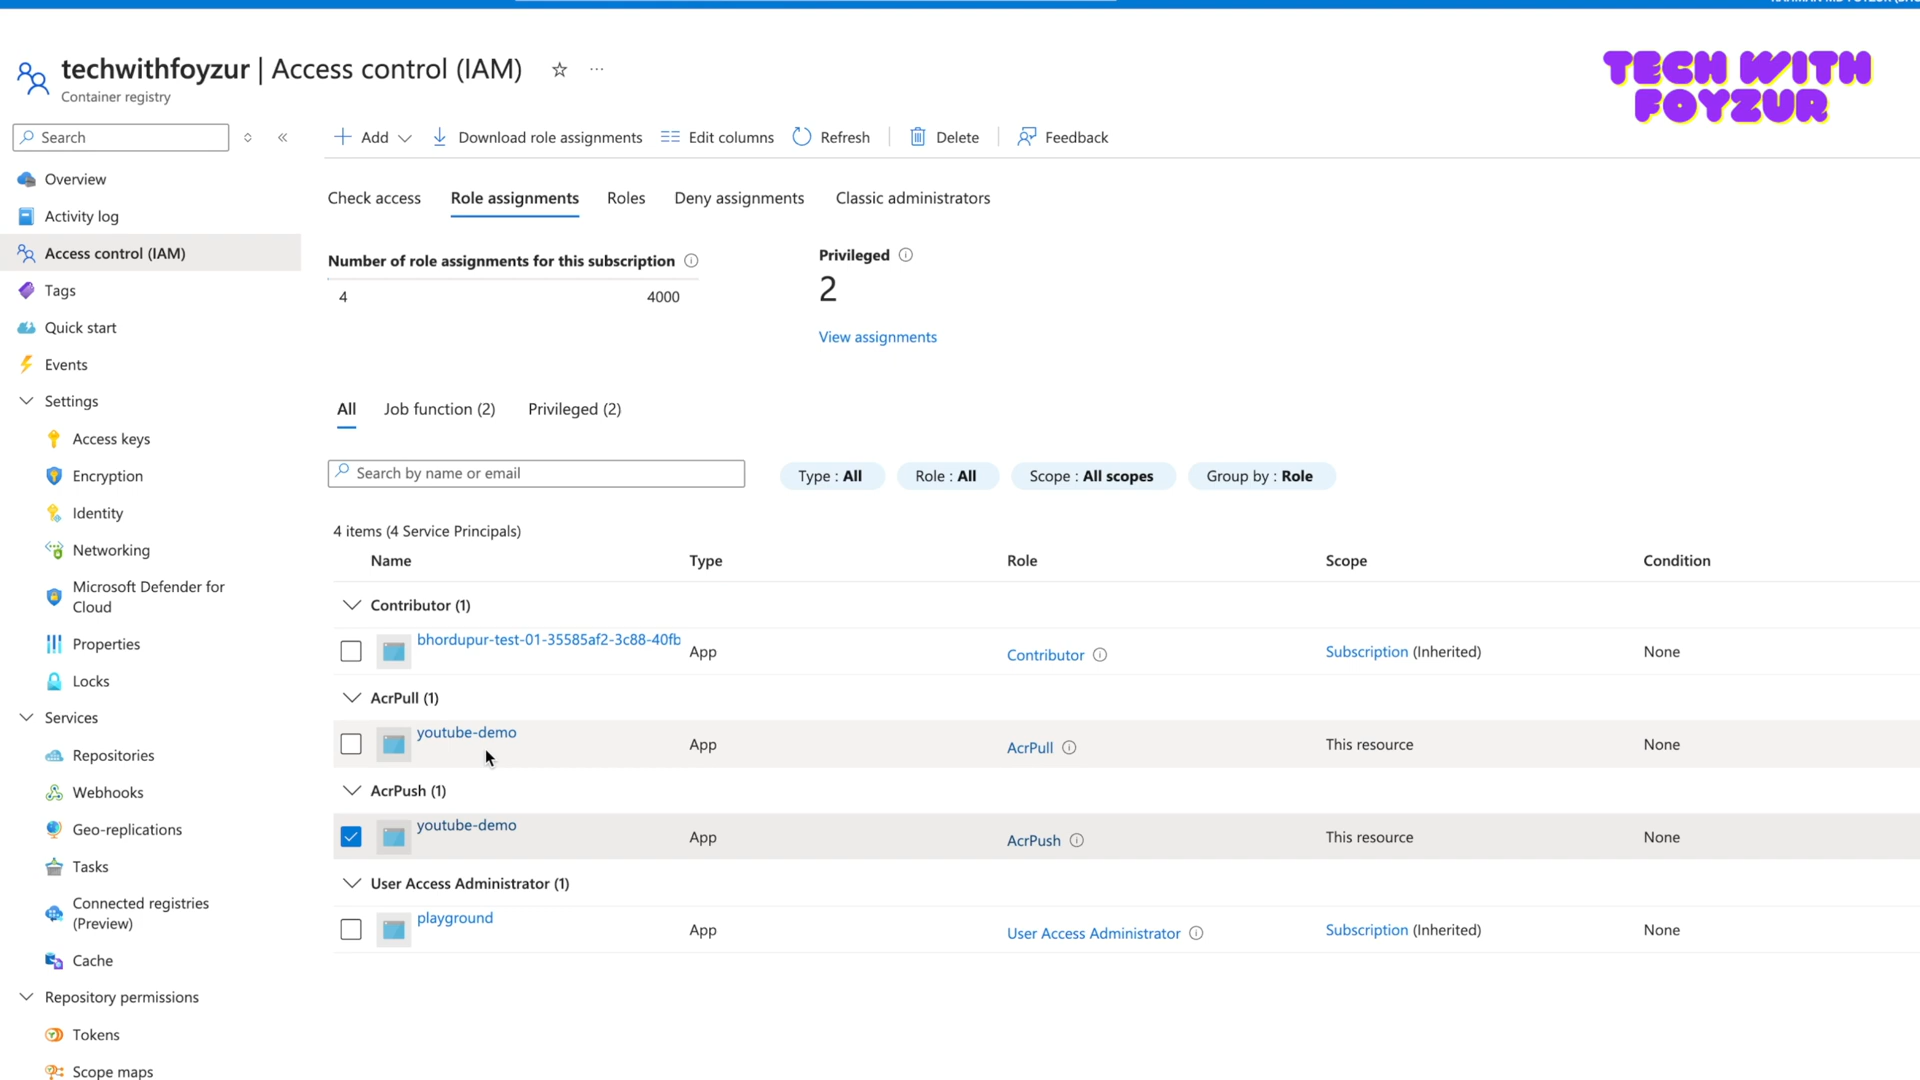 techwithfoyzur | Access control (IAM)
Container registry
TECH WITH
FOYZUR
Search
Add
Download role assignments
Edit columns
Refresh
Delete
Feedback
Overview
Activity log
Access control (IAM)
Tags
Quick start
Events
Settings
Access keys
Encryption
Identity
Networking
Microsoft Defender for
Cloud
Properties
Locks
Services
Repositories
Webhooks
Geo-replications
Tasks
Connected registries
(Preview)
Cache
Repository permissions
Tokens
Scope maps
Check access
Role assignments
Roles
Deny assignments
Classic administrators
Number of role assignments for this subscription
4
4000
Privileged
2
View assignments
All
Job function (2)
Privileged (2)
Search by name or email
Type : All
Role : All
Scope : All scopes
Group by : Role
4 items (4 Service Principals)
Name Type Role Scope Condition
Contributor (1)
bhordupur-test-01-35585af2-3c88-40fb App Contributor Subscription (Inherited) None
AcrPull (1)
youtube-demo App AcrPull This resource None
AcrPush (1)
youtube-demo App AcrPush This resource None
User Access Administrator (1)
playground App User Access Administrator Subscription (Inherited) None